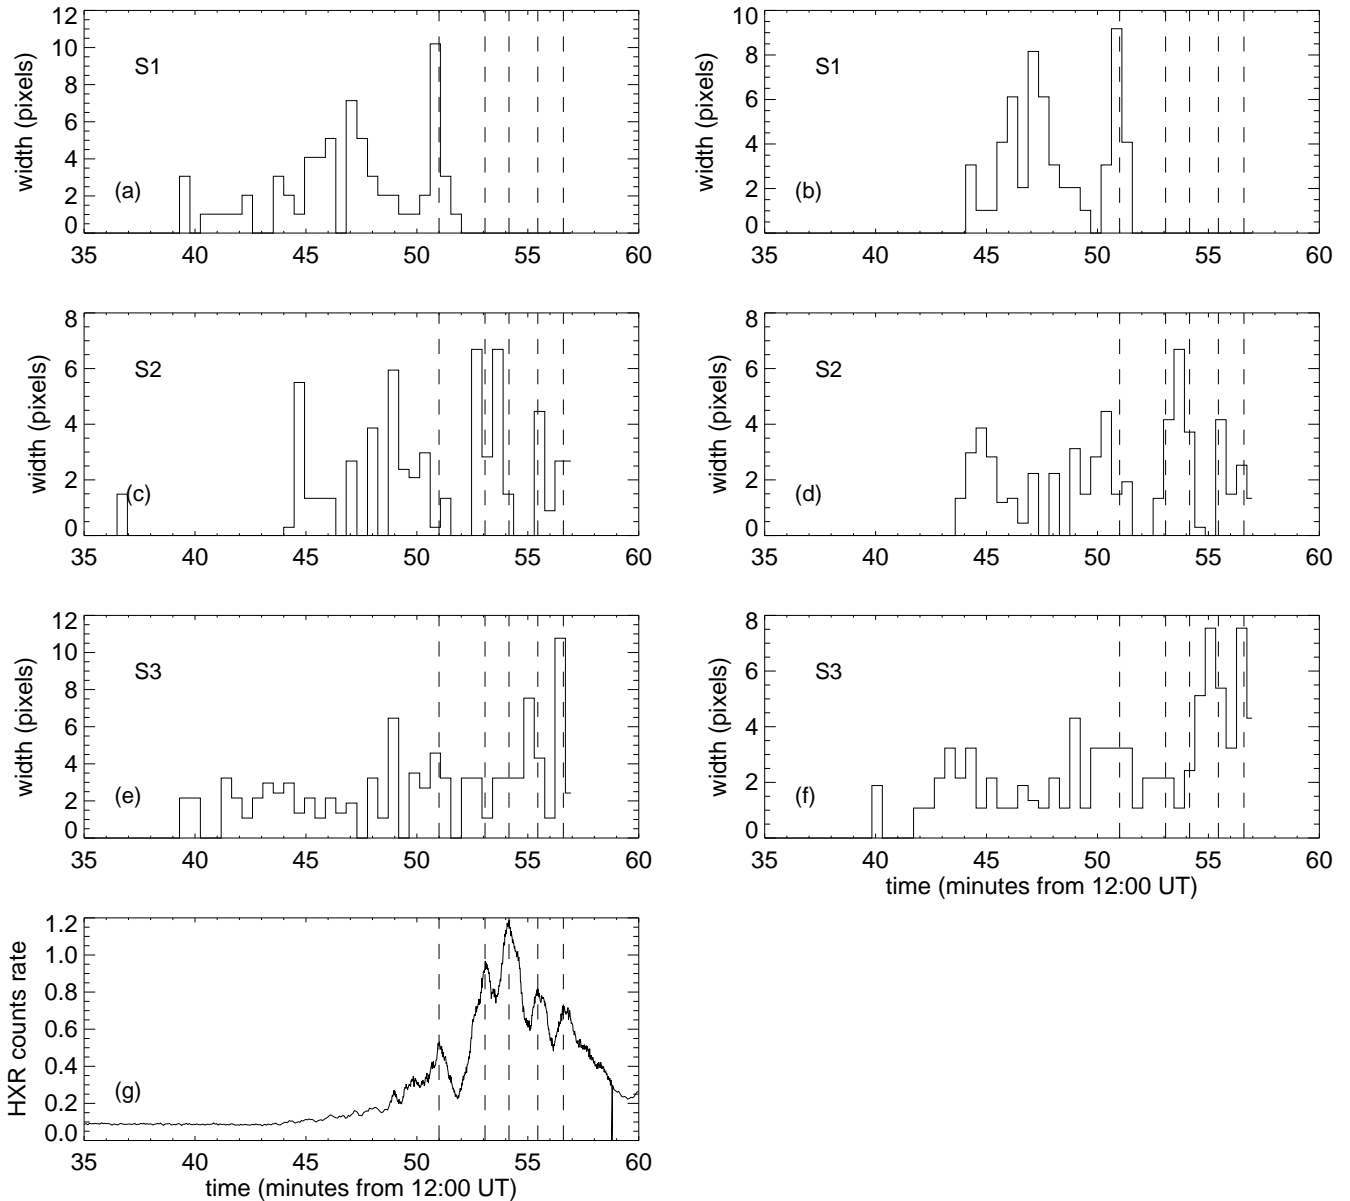 12
10
8
6
4
2
0
width (pixels)
S1
(a)
35 40 45 50 55 60
10
8
6
4
2
0
width (pixels)
S1
(b)
35 40 45 50 55 60
8
6
4
2
0
width (pixels)
S2
(c)
35 40 45 50 55 60
8
6
4
2
0
width (pixels)
S2
(d)
35 40 45 50 55 60
12
10
8
6
4
2
0
width (pixels)
S3
(e)
35 40 45 50 55 60
8
6
4
2
0
width (pixels)
S3
(f)
35 40 45 50 55 60
time (minutes from 12:00 UT)
1.2
1.0
0.8
0.6
0.4
0.2
0.0
HXR counts rate
(g)
35 40 45 50 55 60
time (minutes from 12:00 UT)